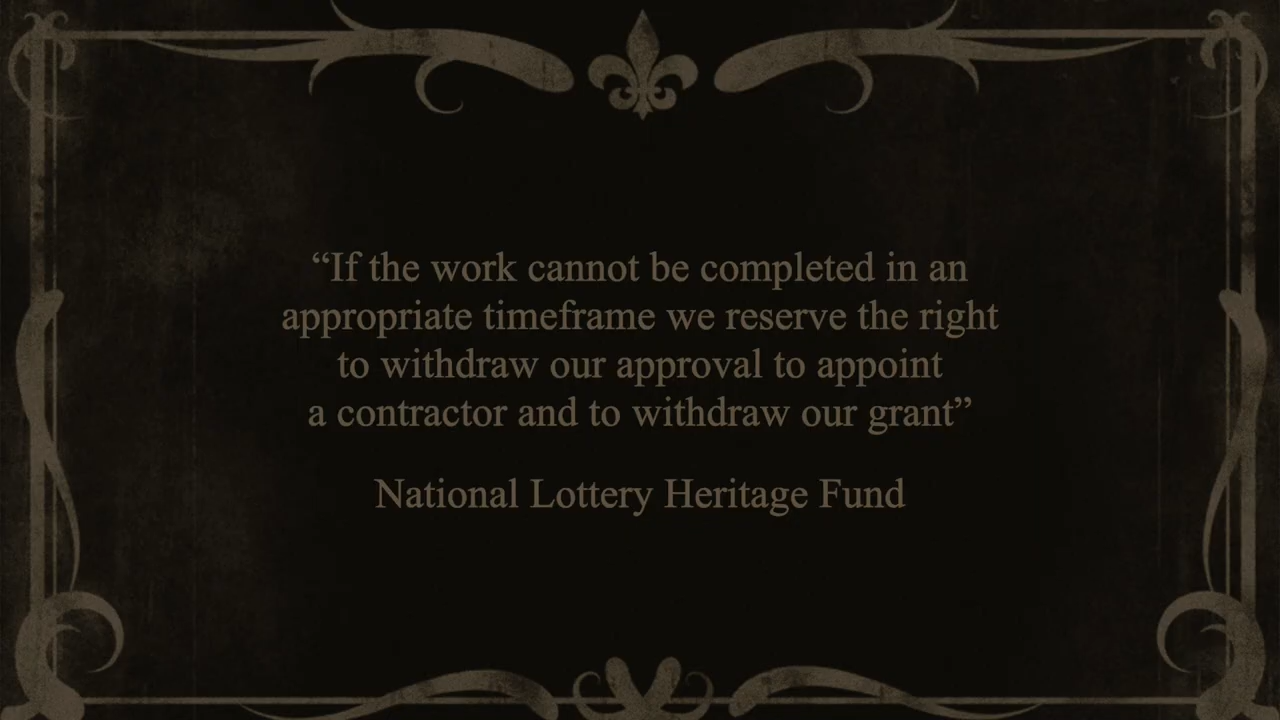 “If the work cannot be completed in an
appropriate timeframe we reserve the right
to withdraw our approval to appoint
a contractor and to withdraw our grant”
National Lottery Heritage Fund